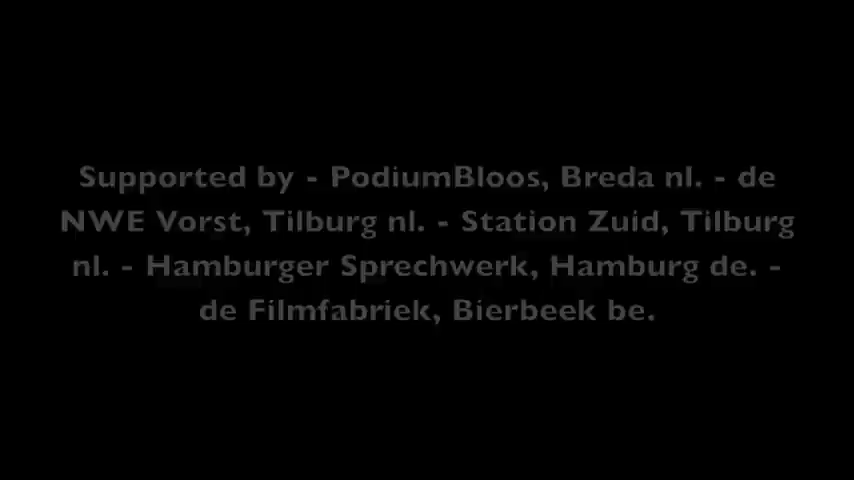 Supported by - PodiumBloos, Breda nl. - de
NWE Vorst, Tilburg nl. - Station Zuid, Tilburg
nl. - Hamburger Sprechwerk, Hamburg de. -
de Filmfabriek, Bierbeek be.